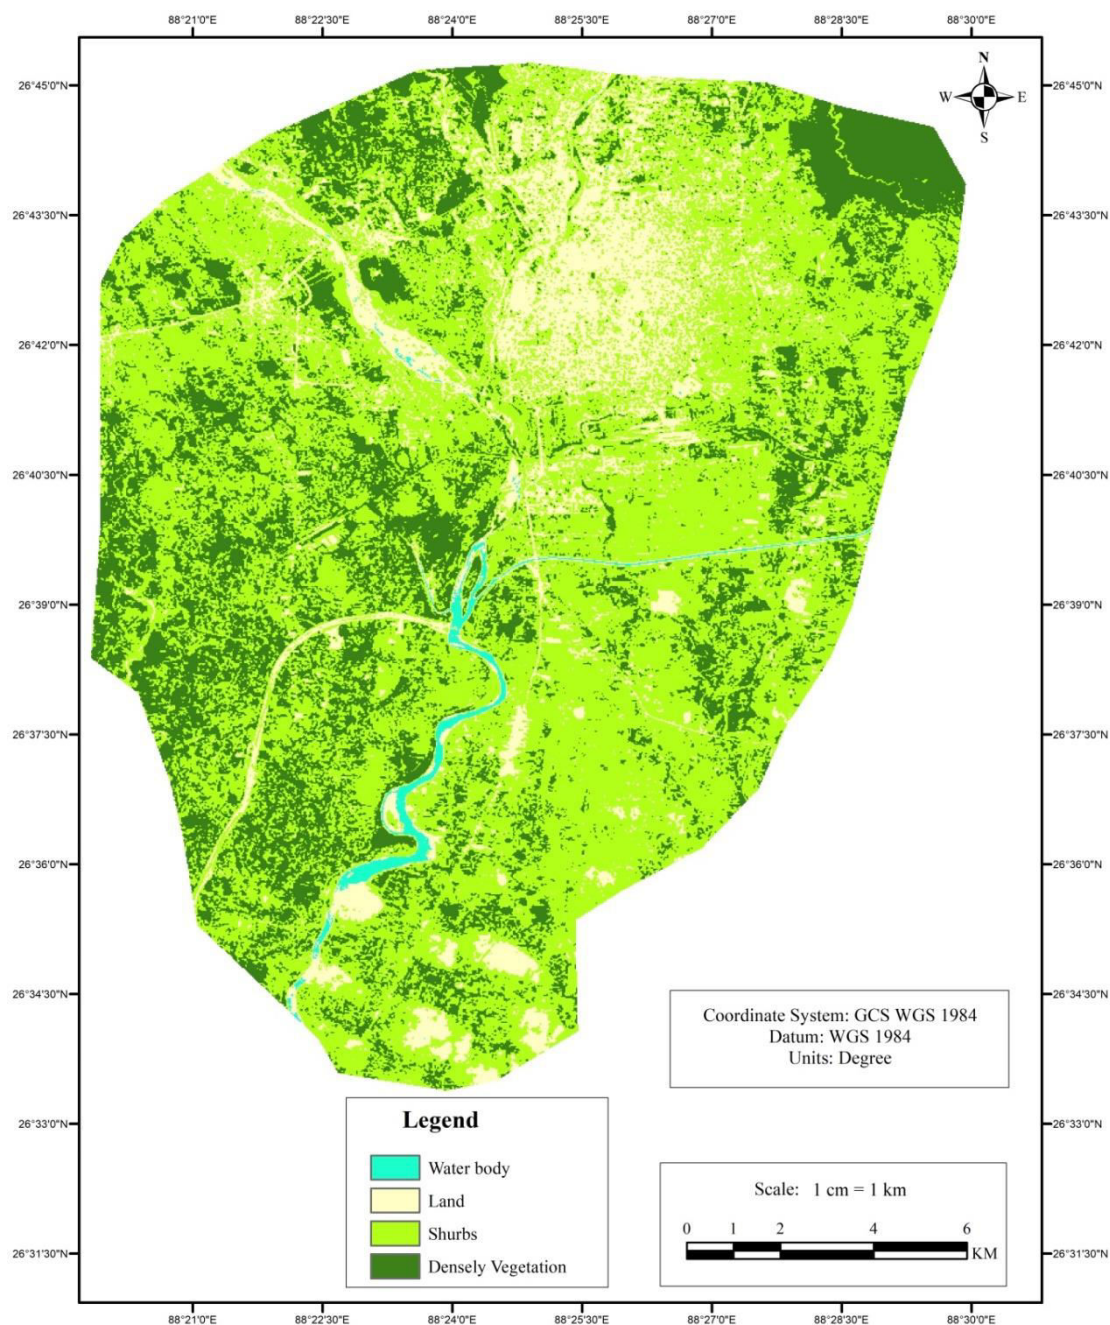 88°21'0"E 88°22'30"E 88°24'0"E 88°25'30"E 88°27'0"E 88°28'30"E 88°30'0"E
N
W E
S
26°45'0"N 26°45'0"N
26°43'30"N 26°43'30"N
26°42'0"N 26°42'0"N
26°40'30"N 26°40'30"N
26°39'0"N 26°39'0"N
26°37'30"N 26°37'30"N
26°36'0"N 26°36'0"N
26°34'30"N 26°34'30"N
Coordinate System: GCS WGS 1984
Datum: WGS 1984
Units: Degree
26°33'0"N 26°33'0"N
Legend
Water body
Land
Shurbs
Densely Vegetation
Scale: 1 cm = 1 km
0 1 2 4 6
KM
26°31'30"N 26°31'30"N
88°21'0"E 88°22'30"E 88°24'0"E 88°25'30"E 88°27'0"E 88°28'30"E 88°30'0"E